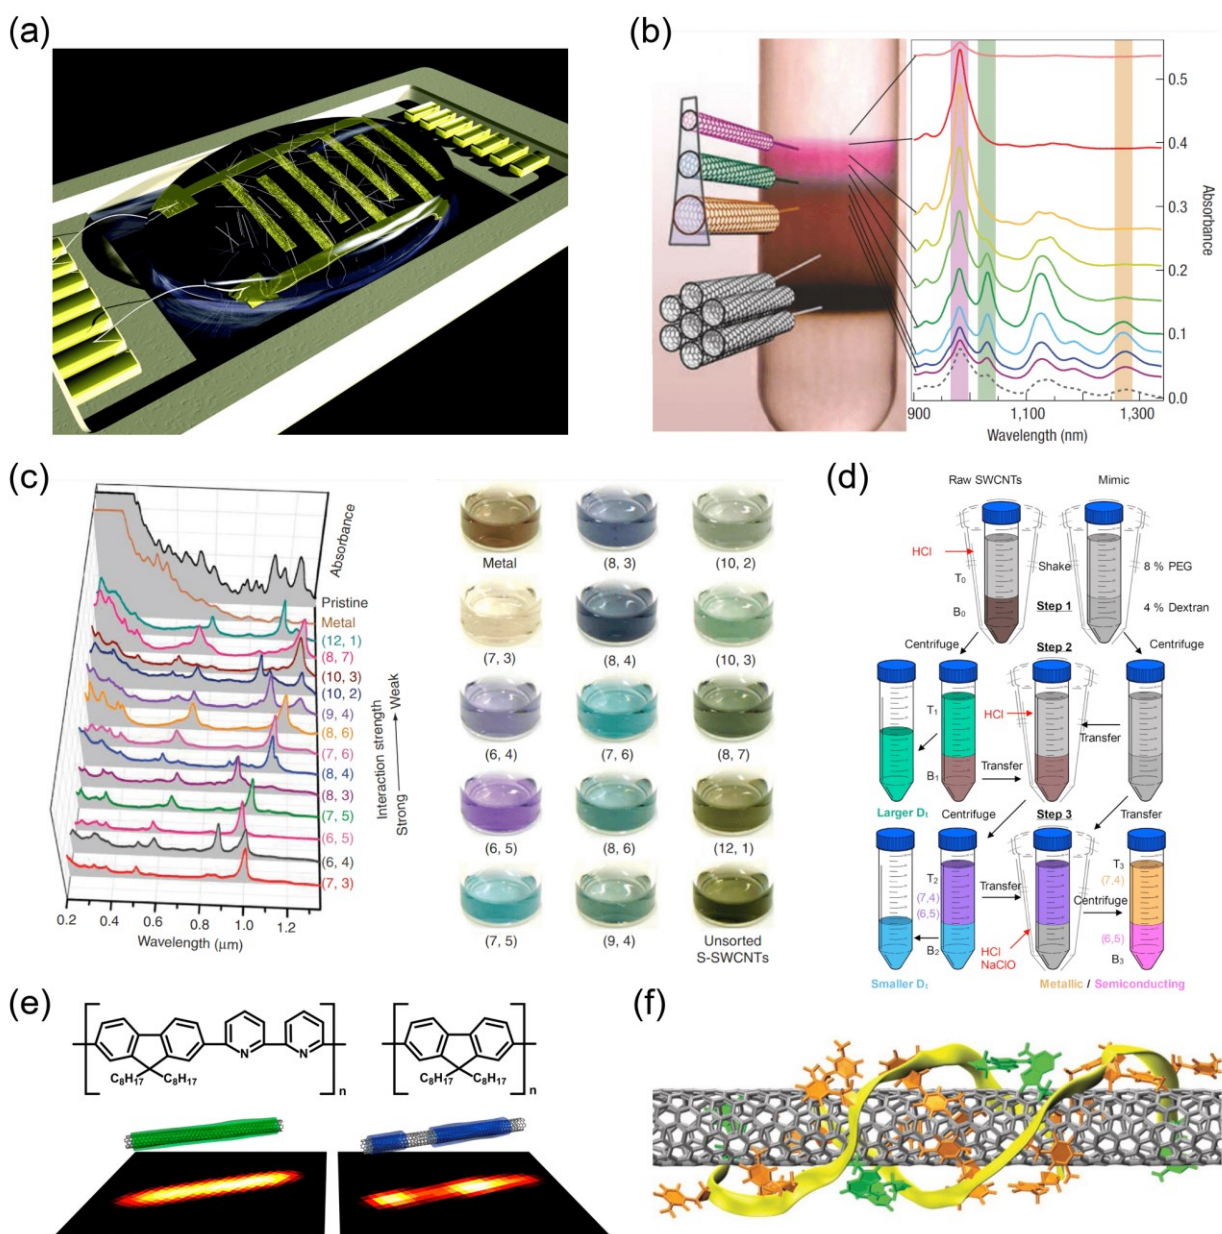 (a)
(b)
0.5
0.4
0.3
0.2
0.1
0.0
Absorbance
900
1,100
1,300
Wavelength (nm)
(c)
Absorbance
Pristine
Metal
(12, 1)
(8, 7)
(10, 3)
(10, 2)
(9, 4)
(8, 6)
(7, 6)
(8, 4)
(8, 3)
(7, 5)
(6, 5)
(6, 4)
(7, 3)
Interaction strength
Strong
Weak
0.2
0.4
0.6
0.8
1.0
1.2
Wavelength (μm)
Metal
(8, 3)
(10, 2)
(7, 3)
(8, 4)
(10, 3)
(6, 4)
(7, 6)
(8, 7)
(6, 5)
(8, 6)
(12, 1)
(7, 5)
(9, 4)
Unsorted
S-SWCNTs
(d)
Raw SWCNTs
Mimic
HCl
T₀
B₀
Shake
Step 1
8 % PEG
4 % Dextran
Centrifuge
Step 2
Centrifuge
T₁
B₁
HCl
Transfer
Transfer
Larger Dₜ
Centrifuge
Step 3
Transfer
T₂
(7,4)
(6,5)
B₂
Transfer
T₃
(7,4)
Centrifuge
(6,5)
B₃
HCl
NaClO
Smaller Dₜ
Metallic / Semiconducting
(e)
C₈H₁₇
C₈H₁₇
N
N
n
C₈H₁₇
C₈H₁₇
n
(f)